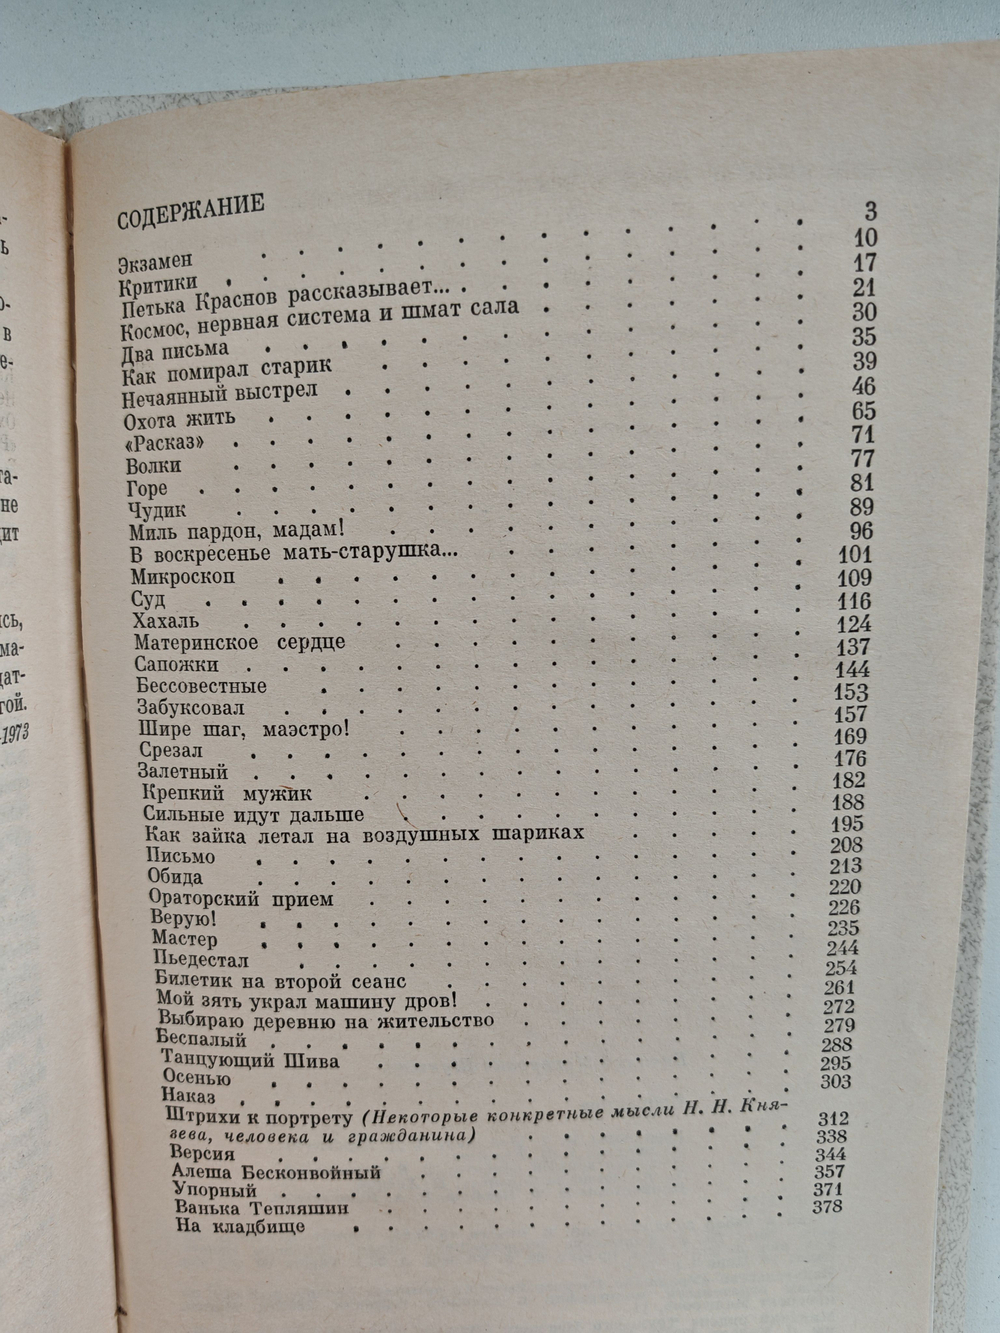 ь
в
е-
не
ма-
гой.
1973
СОДЕРЖАНИЕ
Экзамен . . . . . . . . . . . . 3
Критики . . . . . . . . . . . . 10
Петька Краснов рассказывает... . . . . . . . 17
Космос, нервная система и шмат сала . . . . . . 21
Два письма . . . . . . . . . . . . 30
Как помирал старик . . . . . . . . . . 35
Нечаянный выстрел . . . . . . . . . . 39
Охота жить . . . . . . . . . . . . 46
«Расказ» . . . . . . . . . . . . . 65
Волки . . . . . . . . . . . . . 71
Горе . . . . . . . . . . . . . . 77
Чудик . . . . . . . . . . . . . 81
Миль пардон, мадам! . . . . . . . . . . 89
В воскресенье мать-старушка... . . . . . . . 96
Микроскоп . . . . . . . . . . . . 101
Суд . . . . . . . . . . . . . . 109
Хахаль . . . . . . . . . . . . . 116
Материнское сердце . . . . . . . . . . 124
Сапожки . . . . . . . . . . . . . 137
Бессовестные . . . . . . . . . . . 144
Забуксовал . . . . . . . . . . . . 153
Шире шаг, маэстро! . . . . . . . . . . 157
Срезал . . . . . . . . . . . . . 169
Залетный . . . . . . . . . . . . . 176
Крепкий мужик . . . . . . . . . . . 182
Сильные идут дальше . . . . . . . . . . 188
Как зайка летал на воздушных шариках . . . . . 195
Письмо . . . . . . . . . . . . . 208
Обида . . . . . . . . . . . . . 213
Ораторский прием . . . . . . . . . . 220
Верую! . . . . . . . . . . . . . 226
Мастер . . . . . . . . . . . . . 235
Пьедестал . . . . . . . . . . . . 244
Билетик на второй сеанс . . . . . . . . 254
Мой зять украл машину дров! . . . . . . . 261
Выбираю деревню на жительство . . . . . . 272
Беспалый . . . . . . . . . . . . . 279
Танцующий Шива . . . . . . . . . . 288
Осенью . . . . . . . . . . . . . 295
Наказ . . . . . . . . . . . . . . 303
Штрихи к портрету (Некоторые конкретные мысли Н. Н. Кня-
зева, человека и гражданина) . . . . . . . 312
Версия . . . . . . . . . . . . . 338
Алеша Бесконвойный . . . . . . . . . 344
Упорный . . . . . . . . . . . . . 357
Ванька Тепляшин . . . . . . . . . . 371
На кладбище . . . . . . . . . . . 378